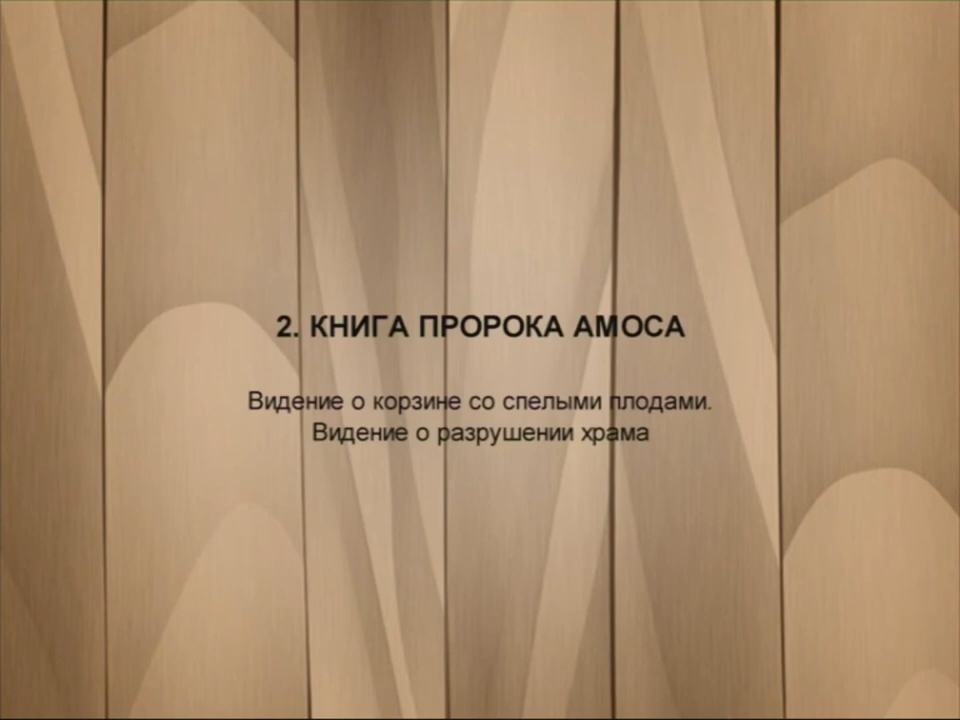 2. КНИГА ПРОРОКА АМОСА
Видение о корзине со спелыми плодами.
Видение о разрушении храма